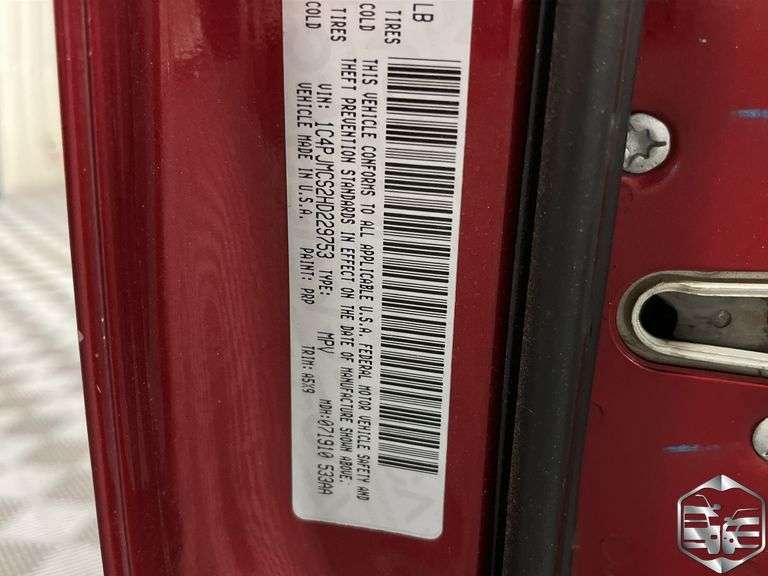 LB
TIRES
COLD
TIRES
COLD
THIS VEHICLE CONFORMS TO ALL APPLICABLE U.S.A. FEDERAL MOTOR VEHICLE SAFETY AND
THEFT PREVENTION STANDARDS IN EFFECT ON THE DATE OF MANUFACTURE SHOWN ABOVE.
VIN: 1C4PJMCS2HD229753 TYPE: MPV MDH:071910 533AA
VEHICLE MADE IN U.S.A. PAINT: PRP TRIM: A5X9